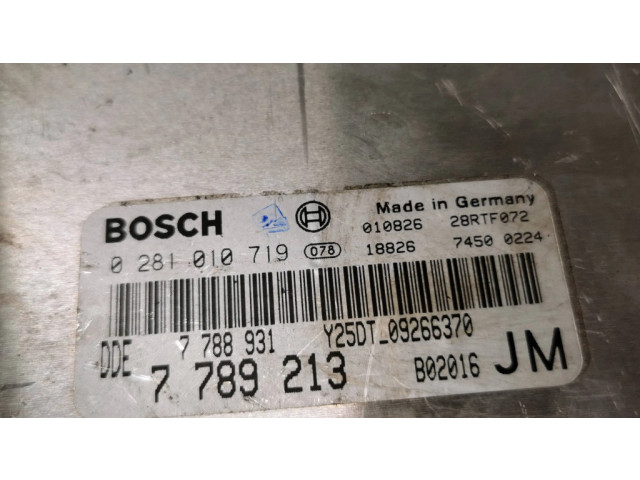 BOSCH
Made in Germany
010826 28RTF072
0 281 010 719 078 18826 7450 0224
DDE 7 788 931 Y25DT_09266370
7 789 213 B02016 JM